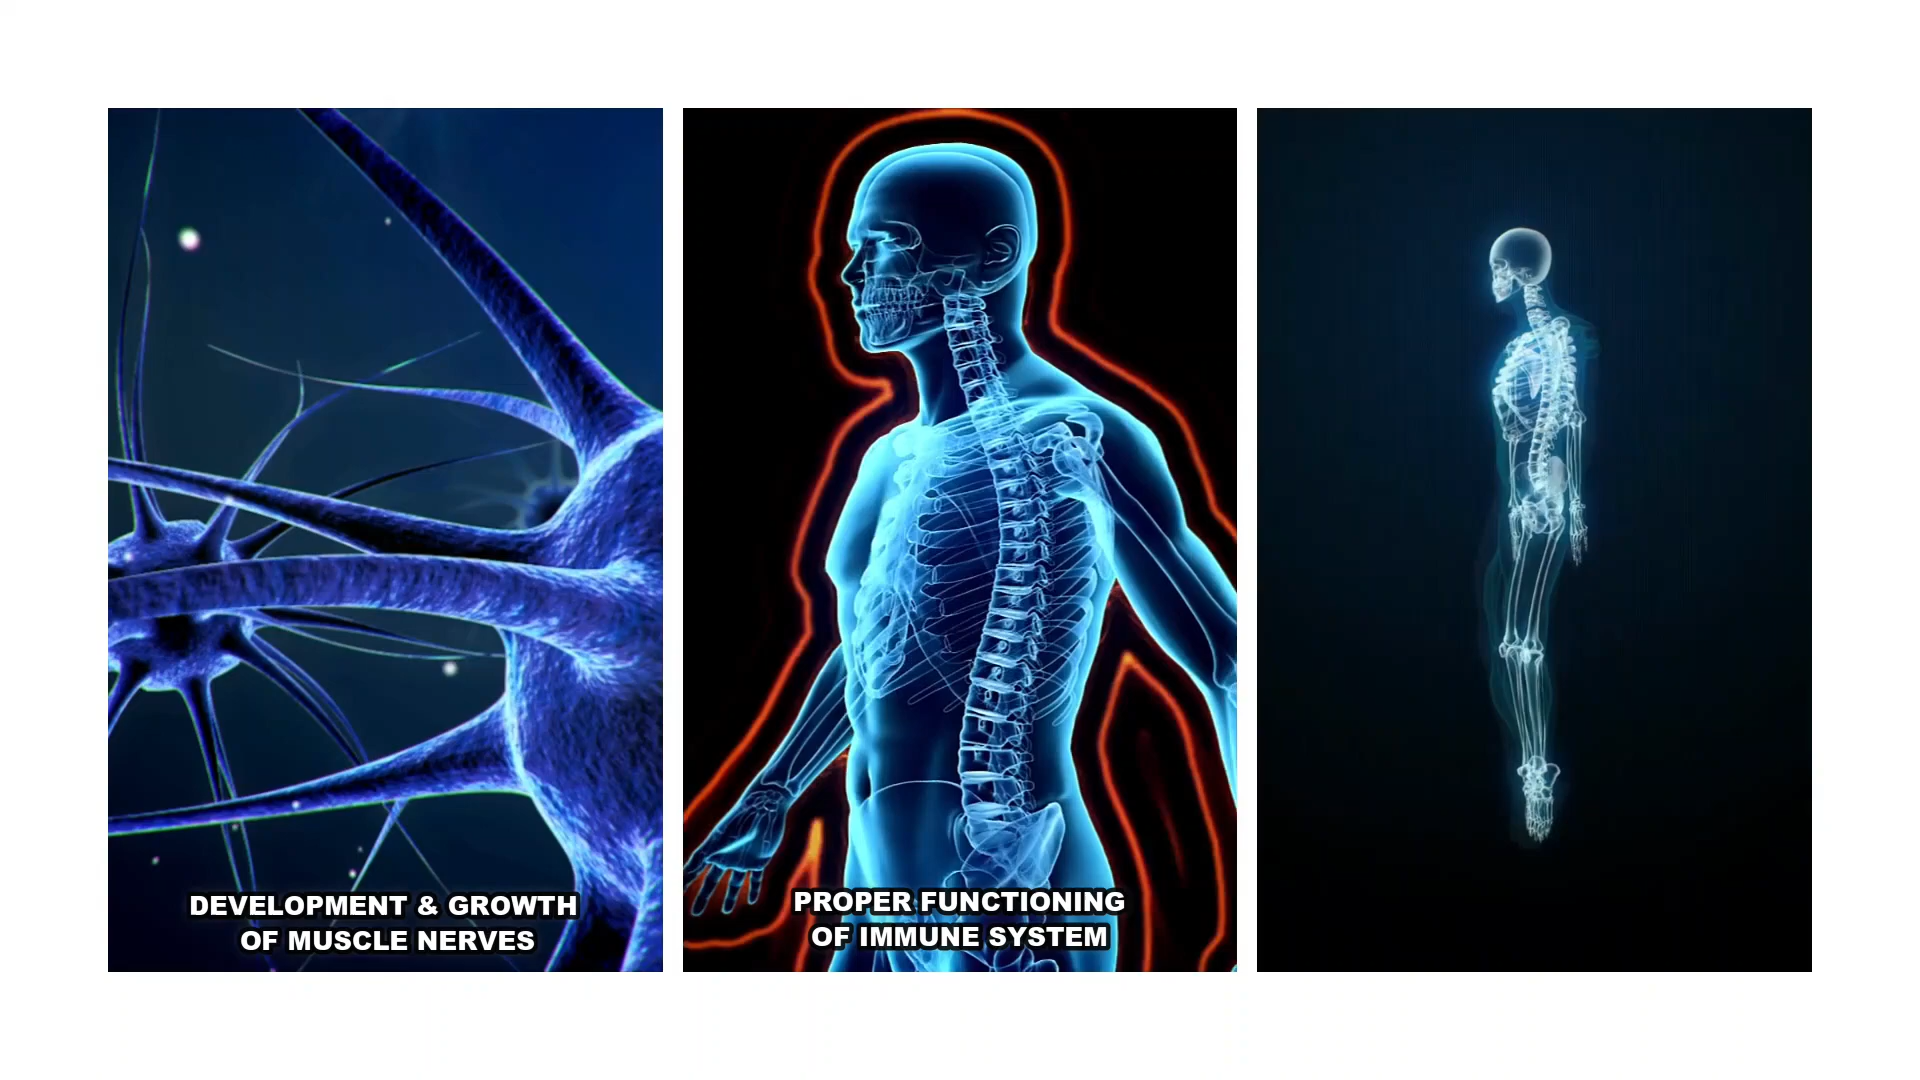 DEVELOPMENT & GROWTH
OF MUSCLE NERVES
PROPER FUNCTIONING
OF IMMUNE SYSTEM